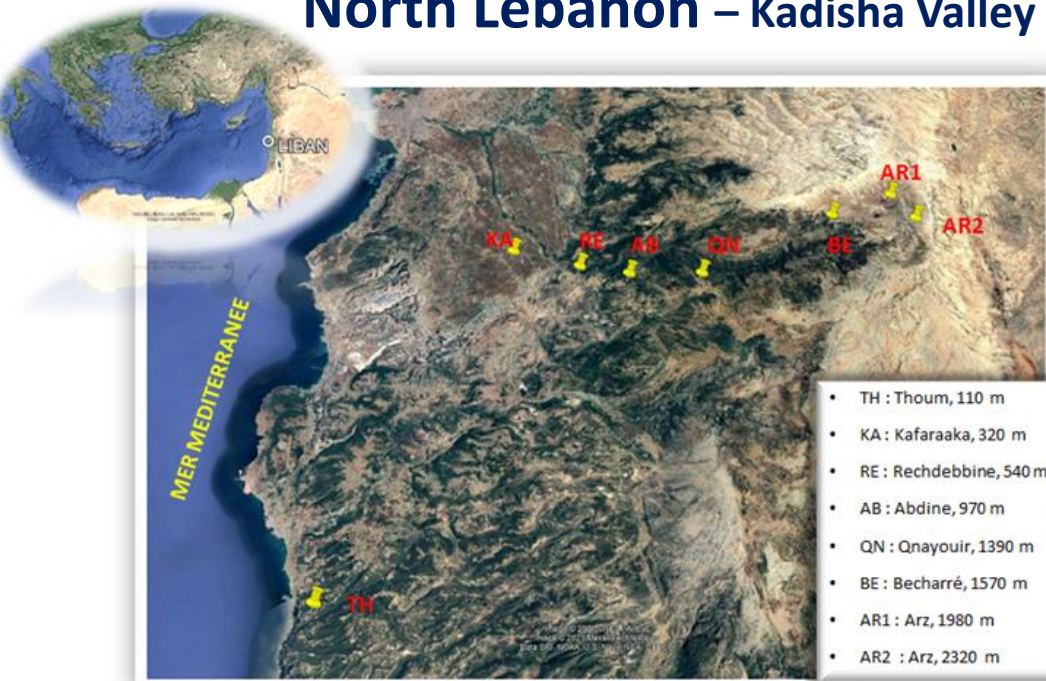 North Lebanon – Kadisha Valley
LIBAN
AR1
AR2
KA
RE
AB
QN
BE
MER MEDITERRANEE
TH
• TH : Thoum, 110 m
• KA : Kafaraaka, 320 m
• RE : Rechdebbine, 540 m
• AB : Abdine, 970 m
• QN : Qnayouir, 1390 m
• BE : Becharré, 1570 m
• AR1 : Arz, 1980 m
• AR2 : Arz, 2320 m